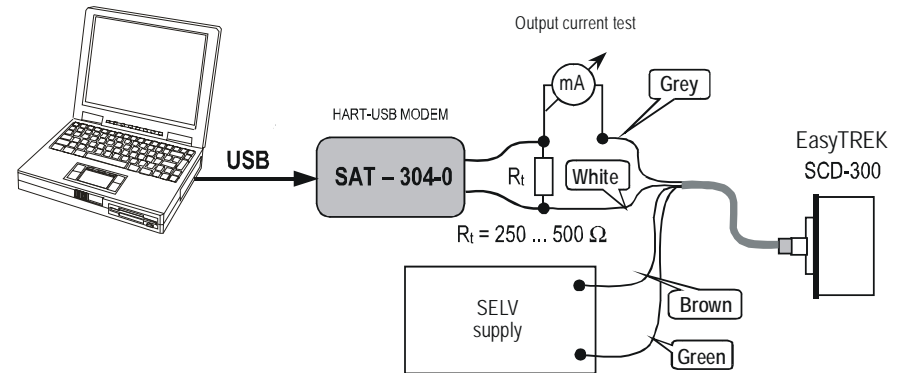 Output current test
mA
Grey
HART-USB MODEM
EasyTREK
SCD-300
USB
SAT – 304-0
Rt
White
Rt = 250 ... 500 Ω
Brown
SELV
supply
Green